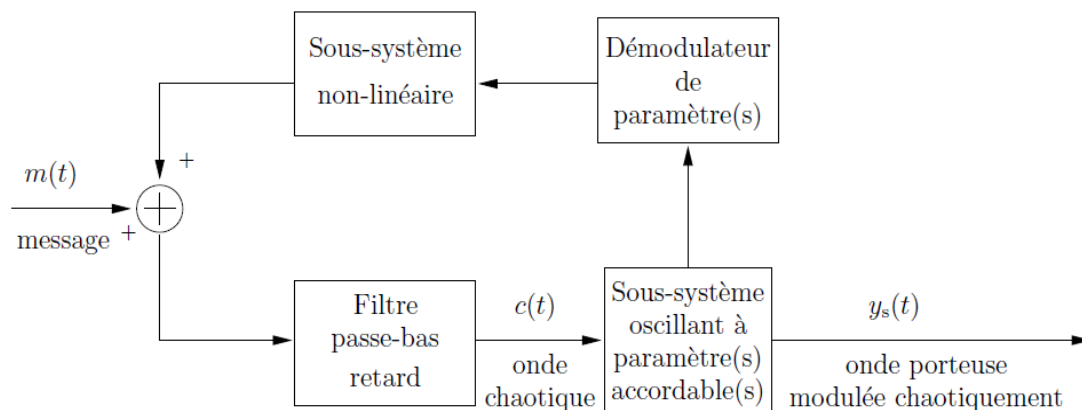 Sous-système
non-linéaire
Démodulateur
de
paramètre(s)
+
m(t)
+
message
Filtre
passe-bas
retard
c(t)
onde
chaotique
Sous-système
oscillant à
paramètre(s)
accordable(s)
yₛ(t)
onde porteuse
modulée chaotiquement